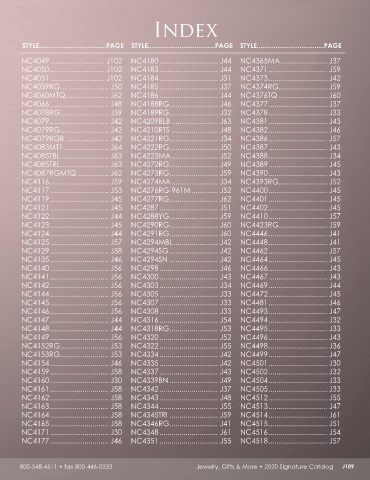 INDEX
STYLE PAGE STYLE PAGE STYLE PAGE
NC4049 J102 NC4180 J44 NC4365MA J37
NC4050 J102 NC4183 J44 NC4371 J59
NC4051 J102 NC4184 J31 NC4373 J42
NC4059RG J50 NC4185 J37 NC4374RG J59
NC4060MTQ J62 NC4186 J44 NC4376TQ J60
NC4066 J48 NC4188RG J46 NC4377 J37
NC4078RG J59 NC4189RG J32 NC4378 J33
NC4079 J42 NC4209BLB J63 NC4381 J43
NC4079RG J42 NC4210RTS J48 NC4382 J46
NC4079RGB J42 NC4221RG J34 NC4386 J57
NC4083MT1 J64 NC4222RG J50 NC4387 J43
NC4085TBL J63 NC4223MA J52 NC4388 J34
NC4085TRL J63 NC4272RG J49 NC4389 J45
NC4087RGMTQ J62 NC4273RG J59 NC4390 J43
NC4116 J59 NC4274MA J34 NC4393RG J52
NC4117 J53 NC4276RG-961M J52 NC4400 J45
NC4119 J45 NC4277RG J62 NC4401 J45
NC4121 J45 NC4287 J51 NC4402 J45
NC4122 J44 NC4288YG J59 NC4410 J57
NC4123 J45 NC4290RG J60 NC4423RG J59
NC4124 J44 NC4291RG J60 NC4446 J41
NC4125 J57 NC4294MBL J42 NC4448 J41
NC4129 J58 NC4294SG J42 NC4462 J57
NC4135 J46 NC4294SN J42 NC4464 J45
NC4140 J56 NC4298 J46 NC4466 J43
NC4141 J56 NC4300 J43 NC4467 J43
NC4142 J56 NC4303 J34 NC4469 J44
NC4144 J56 NC4305 J33 NC4472 J45
NC4145 J56 NC4307 J33 NC4481 J46
NC4146 J56 NC4308 J33 NC4493 J47
NC4147 J44 NC4316 J54 NC4494 J32
NC4148 J44 NC4318RG J53 NC4495 J33
NC4149 J56 NC4320 J52 NC4496 J43
NC4152RG J53 NC4322 J55 NC4498 J36
NC4153RG J53 NC4334 J42 NC4499 J47
NC4154 J46 NC4335 J42 NC4501 J30
NC4159 J58 NC4337 J43 NC4502 J32
NC4160 J30 NC4339BN J49 NC4504 J33
NC4161 J58 NC4342 J37 NC4505 J33
NC4162 J58 NC4343 J48 NC4512 J55
NC4163 J58 NC4344 J55 NC4513 J47
NC4164 J58 NC4345TRI J59 NC4514 J61
NC4165 J58 NC4346RG J41 NC4515 J51
NC4171 J30 NC4348 J61 NC4516 J54
NC4177 J46 NC4351 J55 NC4518 J57
800-548-4511 • fax 800-446-0233 Jewelry, Gifts & More • 2020 Signature Catalog J109